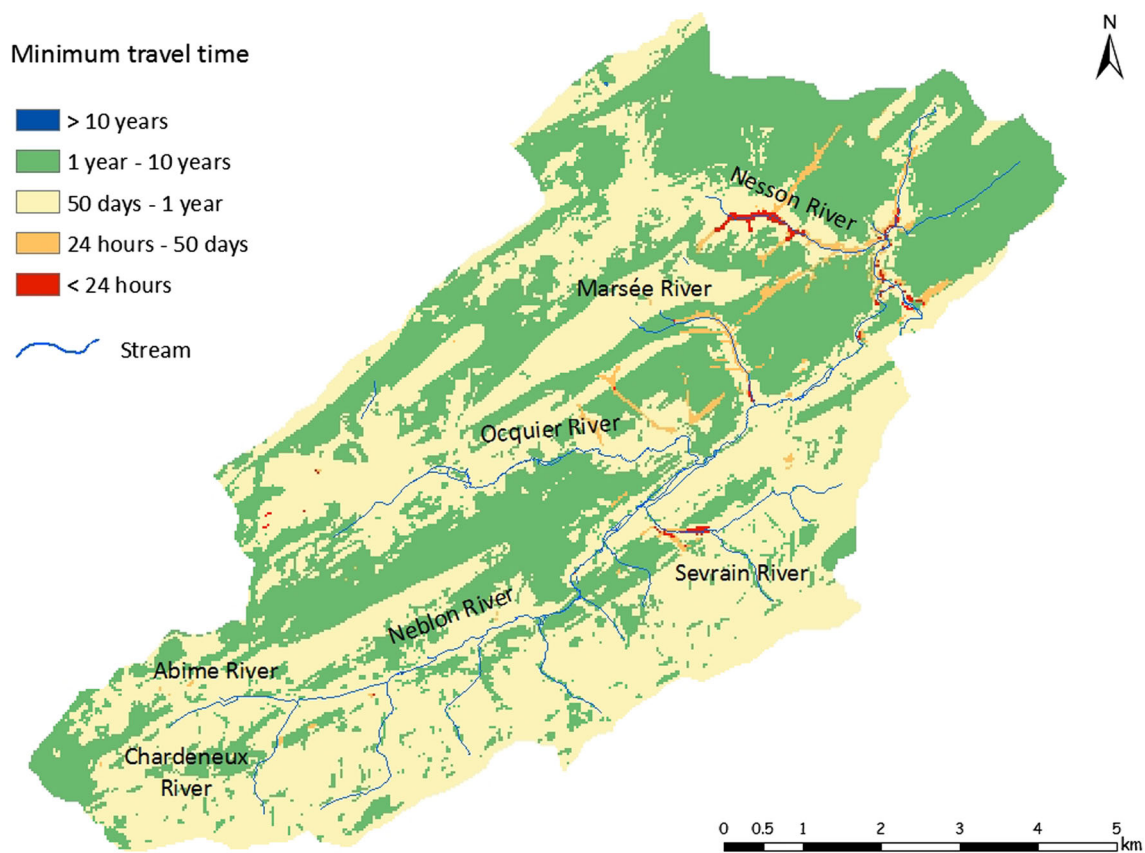 N
Minimum travel time
> 10 years
1 year - 10 years
50 days - 1 year
24 hours - 50 days
< 24 hours
Stream
Nesson River
Marsée River
Ocquier River
Sevrain River
Neblon River
Abime River
Chardeneux
River
0 0.5 1 2 3 4 5
km